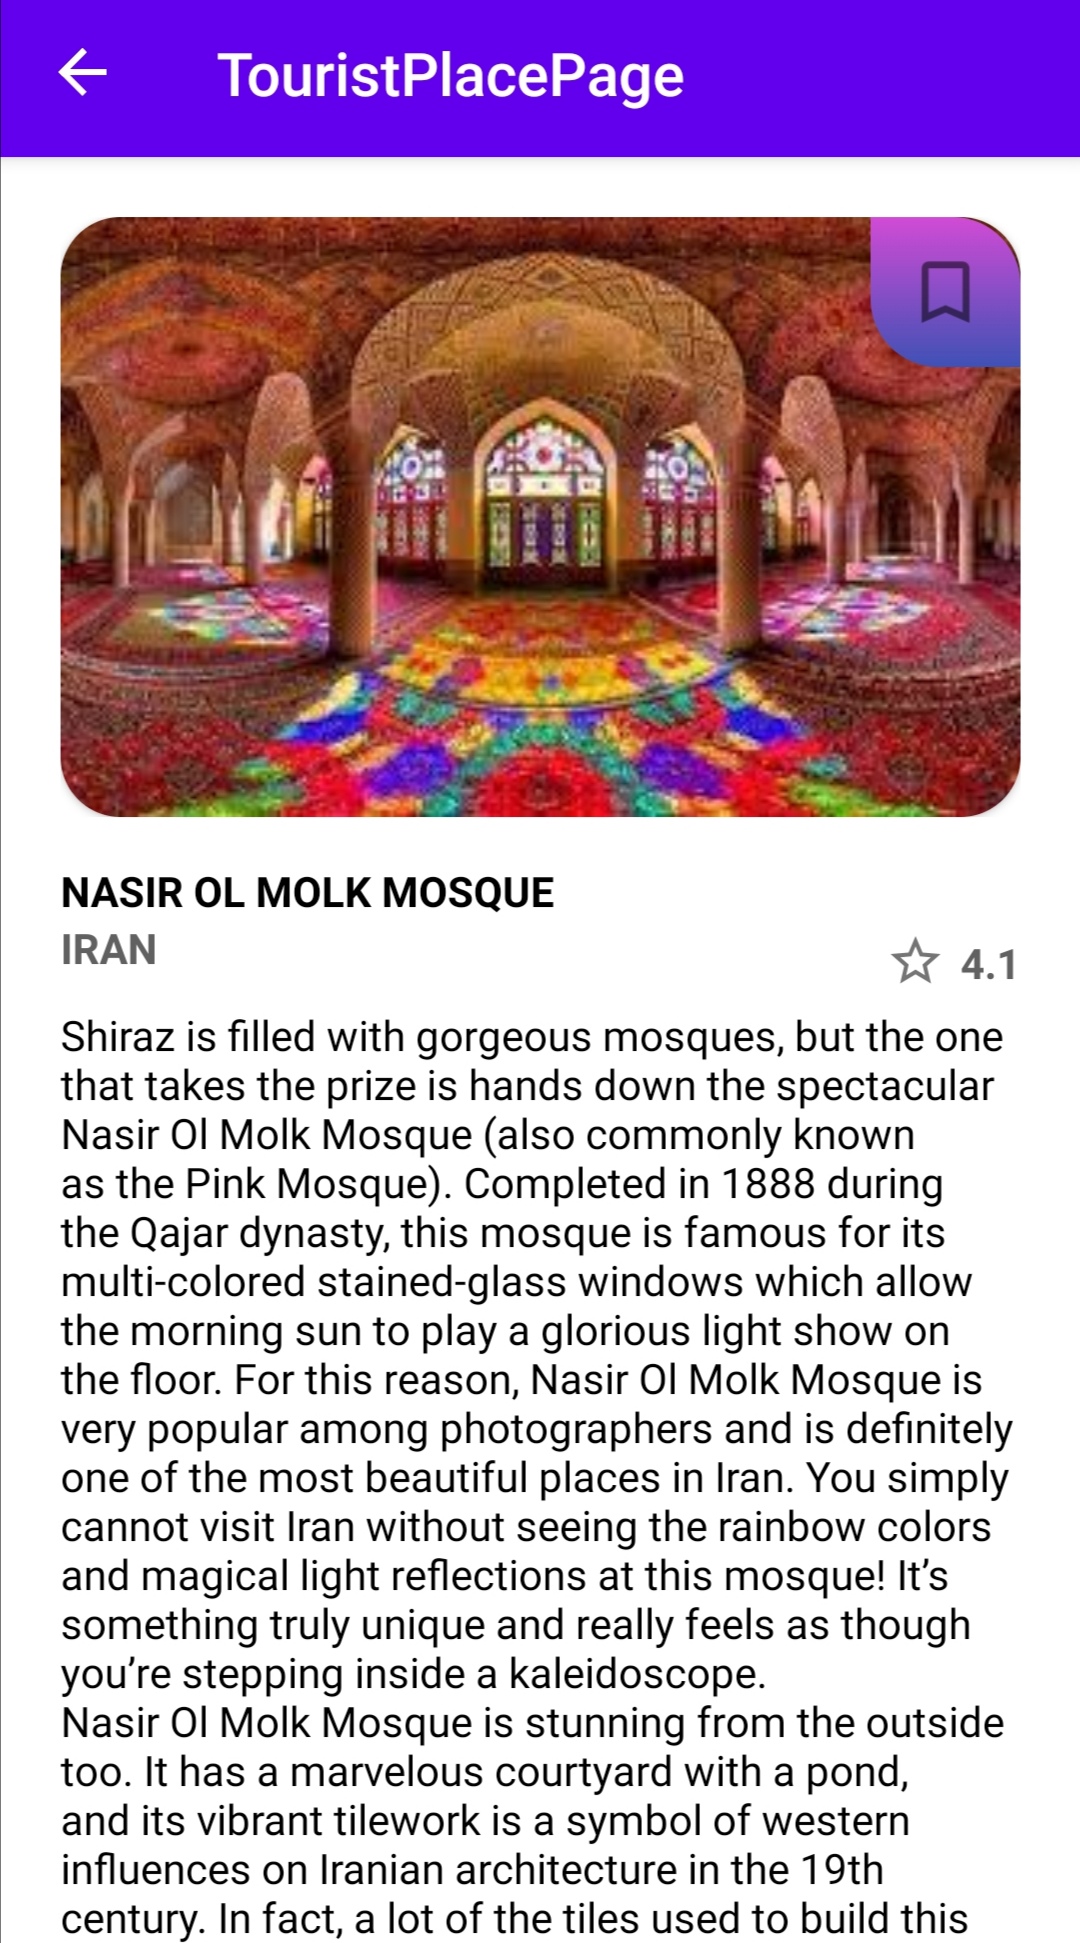 TouristPlacePage
NASIR OL MOLK MOSQUE
IRAN
4.1
Shiraz is filled with gorgeous mosques, but the one
that takes the prize is hands down the spectacular
Nasir Ol Molk Mosque (also commonly known
as the Pink Mosque). Completed in 1888 during
the Qajar dynasty, this mosque is famous for its
multi-colored stained-glass windows which allow
the morning sun to play a glorious light show on
the floor. For this reason, Nasir Ol Molk Mosque is
very popular among photographers and is definitely
one of the most beautiful places in Iran. You simply
cannot visit Iran without seeing the rainbow colors
and magical light reflections at this mosque! It’s
something truly unique and really feels as though
you’re stepping inside a kaleidoscope.
Nasir Ol Molk Mosque is stunning from the outside
too. It has a marvelous courtyard with a pond,
and its vibrant tilework is a symbol of western
influences on Iranian architecture in the 19th
century. In fact, a lot of the tiles used to build this